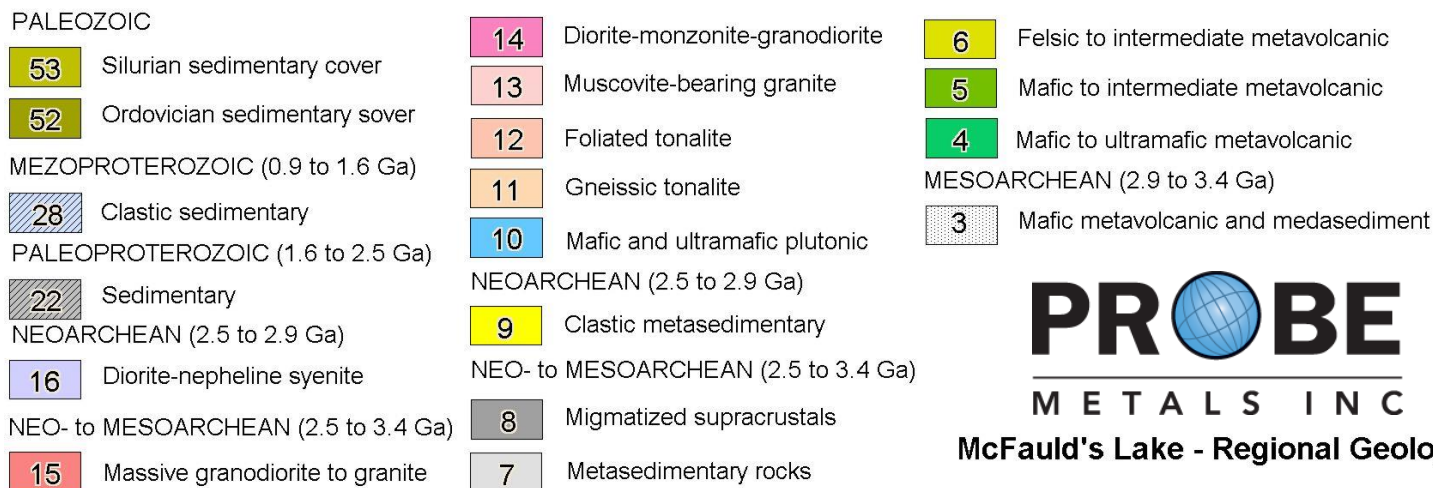 PALEOZOIC
53 Silurian sedimentary cover
52 Ordovician sedimentary sover
MEZOPROTEROZOIC (0.9 to 1.6 Ga)
28 Clastic sedimentary
PALEOPROTEROZOIC (1.6 to 2.5 Ga)
22 Sedimentary
NEOARCHEAN (2.5 to 2.9 Ga)
16 Diorite-nepheline syenite
NEO- to MESOARCHEAN (2.5 to 3.4 Ga)
15 Massive granodiorite to granite
14 Diorite-monzonite-granodiorite
13 Muscovite-bearing granite
12 Foliated tonalite
11 Gneissic tonalite
10 Mafic and ultramafic plutonic
NEOARCHEAN (2.5 to 2.9 Ga)
9 Clastic metasedimentary
NEO- to MESOARCHEAN (2.5 to 3.4 Ga)
8 Migmatized supracrustals
7 Metasedimentary rocks
6 Felsic to intermediate metavolcanic
5 Mafic to intermediate metavolcanic
4 Mafic to ultramafic metavolcanic
MESOARCHEAN (2.9 to 3.4 Ga)
3 Mafic metavolcanic and medasediment
PROBE
METALS INC
McFauld's Lake - Regional Geolo